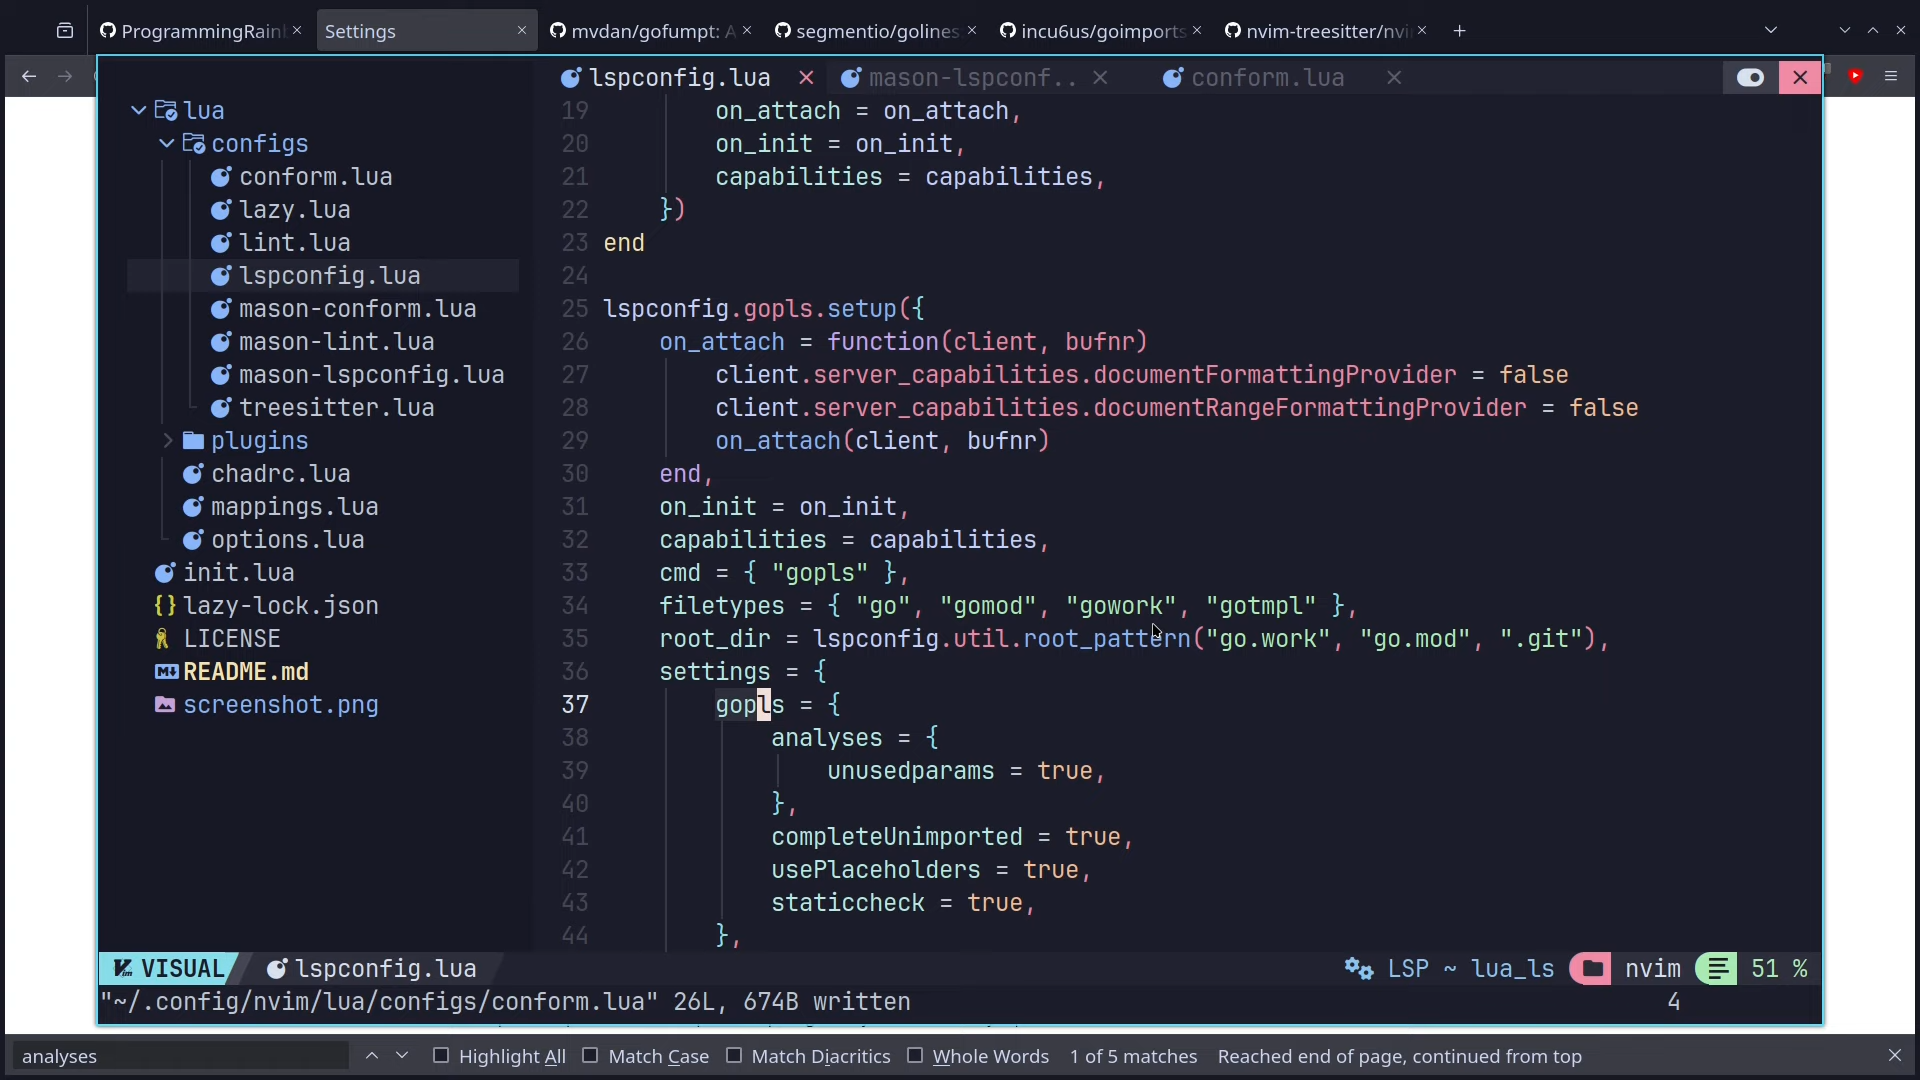 ProgrammingRainb
Settings
mvdan/gofumpt: A
segmentio/golines
incu6us/goimports
nvim-treesitter/nvi
lspconfig.lua
mason-lspconf..
conform.lua
lua
configs
conform.lua
lazy.lua
lint.lua
lspconfig.lua
mason-conform.lua
mason-lint.lua
mason-lspconfig.lua
treesitter.lua
plugins
chadrc.lua
mappings.lua
options.lua
init.lua
{} lazy-lock.json
LICENSE
README.md
screenshot.png
19 on_attach = on_attach,
20 on_init = on_init,
21 capabilities = capabilities,
22 })
23 end
24
25 lspconfig.gopls.setup({
26 on_attach = function(client, bufnr)
27 client.server_capabilities.documentFormattingProvider = false
28 client.server_capabilities.documentRangeFormattingProvider = false
29 on_attach(client, bufnr)
30 end,
31 on_init = on_init,
32 capabilities = capabilities,
33 cmd = { "gopls" },
34 filetypes = { "go", "gomod", "gowork", "gotmpl" },
35 root_dir = lspconfig.util.root_pattern("go.work", "go.mod", ".git"),
36 settings = {
37 gopls = {
38 analyses = {
39 unusedparams = true,
40 },
41 completeUnimported = true,
42 usePlaceholders = true,
43 staticcheck = true,
44 },
VISUAL lspconfig.lua LSP ~ lua_ls nvim 51 %
"~/.config/nvim/lua/configs/conform.lua" 26L, 674B written 4
analyses Highlight All Match Case Match Diacritics Whole Words 1 of 5 matches Reached end of page, continued from top